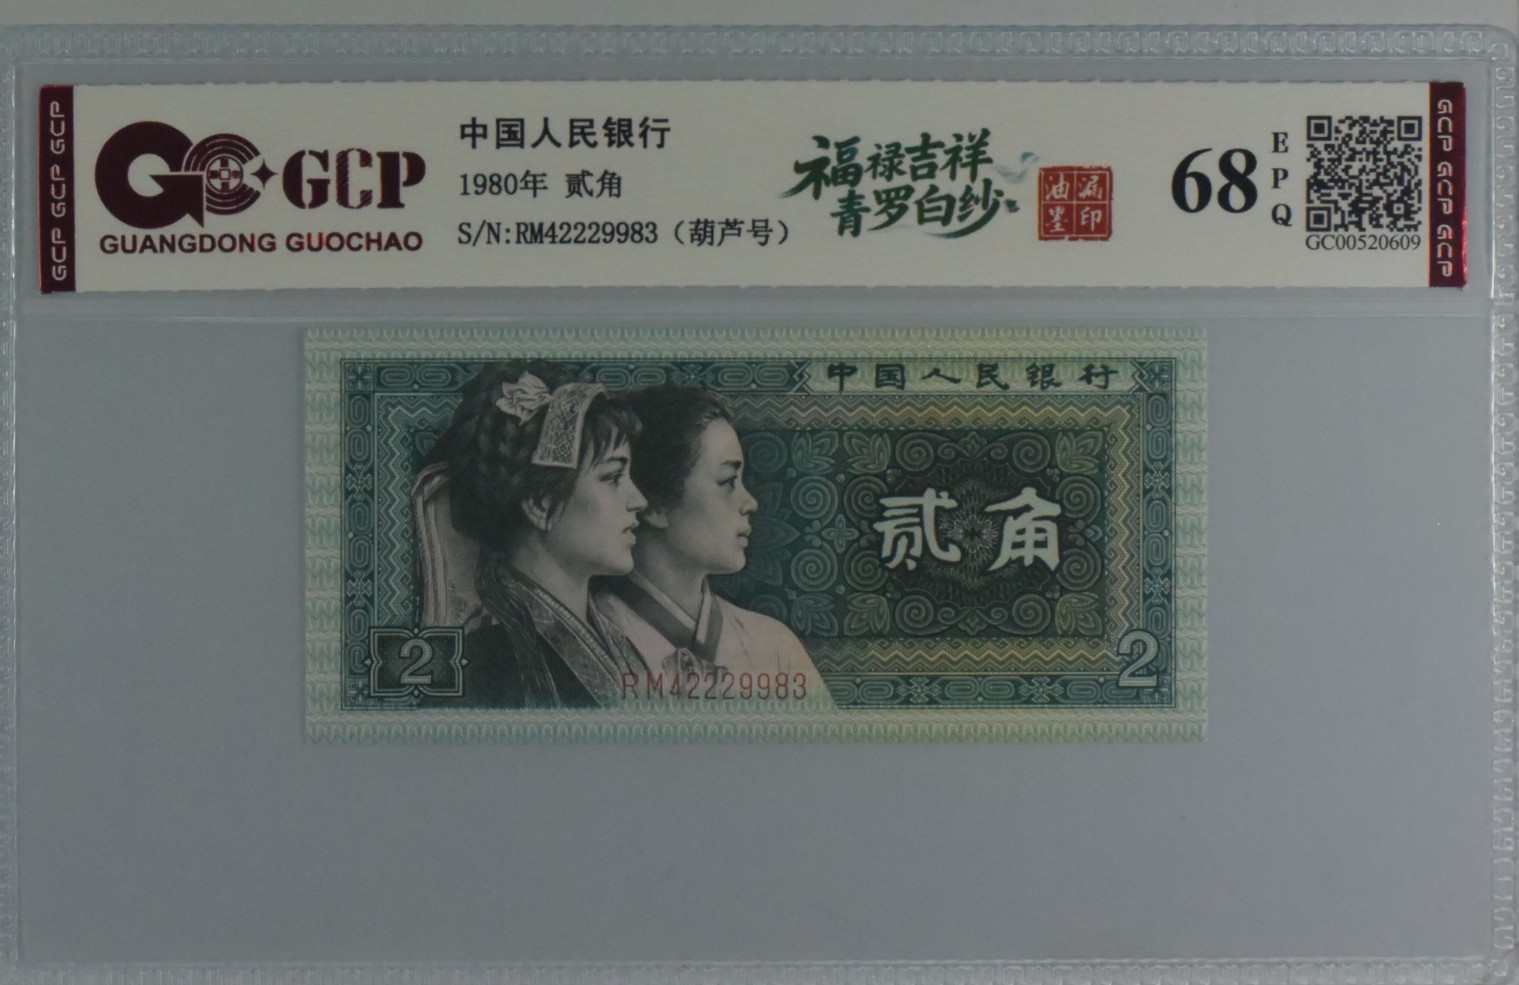 GCP GCP GCP
GCP
GUANGDONG GUOCHAO
中国人民银行
1980年 贰角
S/N:RM42229983（葫芦号）
福禄吉祥
青罗白纱
油漏
墨印
68
EPQ
GC00520609
GCP GCP GCP
中国人民银行
贰角
2
2
RM42229983